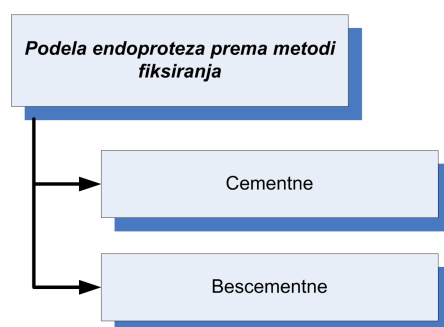 Podela endoproteza prema metodi
fiksiranja
Cementne
Bescementne